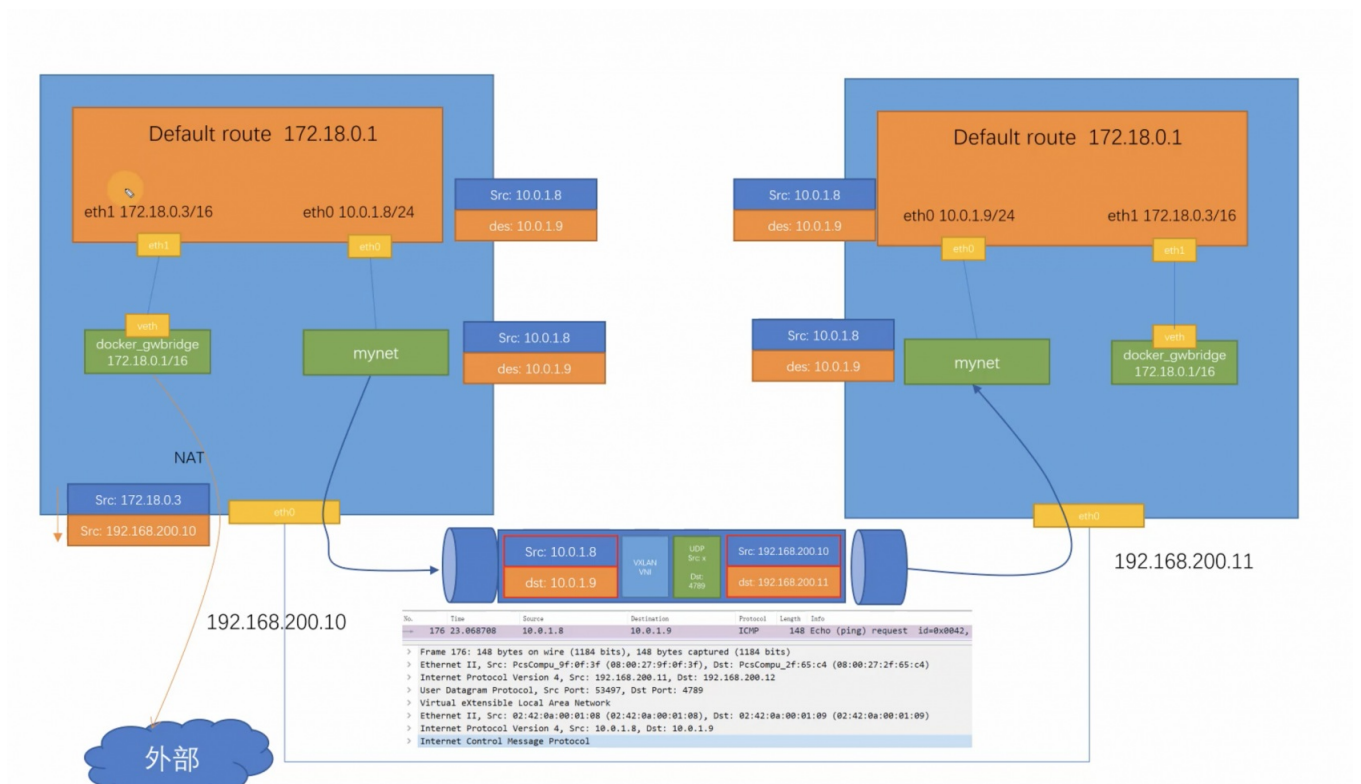 Default route 172.18.0.1
eth1 172.18.0.3/16
eth0 10.0.1.8/24
eth1
eth0
Src: 10.0.1.8
des: 10.0.1.9
veth
docker_gwbridge
172.18.0.1/16
mynet
Src: 10.0.1.8
des: 10.0.1.9
NAT
Src: 172.18.0.3
Src: 192.168.200.10
eth0
192.168.200.10
外部
Default route 172.18.0.1
Src: 10.0.1.8
des: 10.0.1.9
eth0 10.0.1.9/24
eth1 172.18.0.3/16
eth0
eth1
Src: 10.0.1.8
des: 10.0.1.9
mynet
veth
docker_gwbridge
172.18.0.1/16
eth0
192.168.200.11
Src: 10.0.1.8
dst: 10.0.1.9
VXLAN
VNI
UDP
Src: x
Dst:
4789
Src: 192.168.200.10
dst: 192.168.200.11
No. Time Source Destination Protocol Length Info
176 23.068708 10.0.1.8 10.0.1.9 ICMP 148 Echo (ping) request id=0x0042,
> Frame 176: 148 bytes on wire (1184 bits), 148 bytes captured (1184 bits)
> Ethernet II, Src: PcsCompu_9f:0f:3f (08:00:27:9f:0f:3f), Dst: PcsCompu_2f:65:c4 (08:00:27:2f:65:c4)
> Internet Protocol Version 4, Src: 192.168.200.11, Dst: 192.168.200.12
> User Datagram Protocol, Src Port: 53497, Dst Port: 4789
> Virtual eXtensible Local Area Network
> Ethernet II, Src: 02:42:0a:00:01:08 (02:42:0a:00:01:08), Dst: 02:42:0a:00:01:09 (02:42:0a:00:01:09)
> Internet Protocol Version 4, Src: 10.0.1.8, Dst: 10.0.1.9
> Internet Control Message Protocol